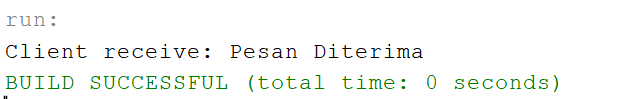 run:
Client receive: Pesan Diterima
BUILD SUCCESSFUL (total time: 0 seconds)